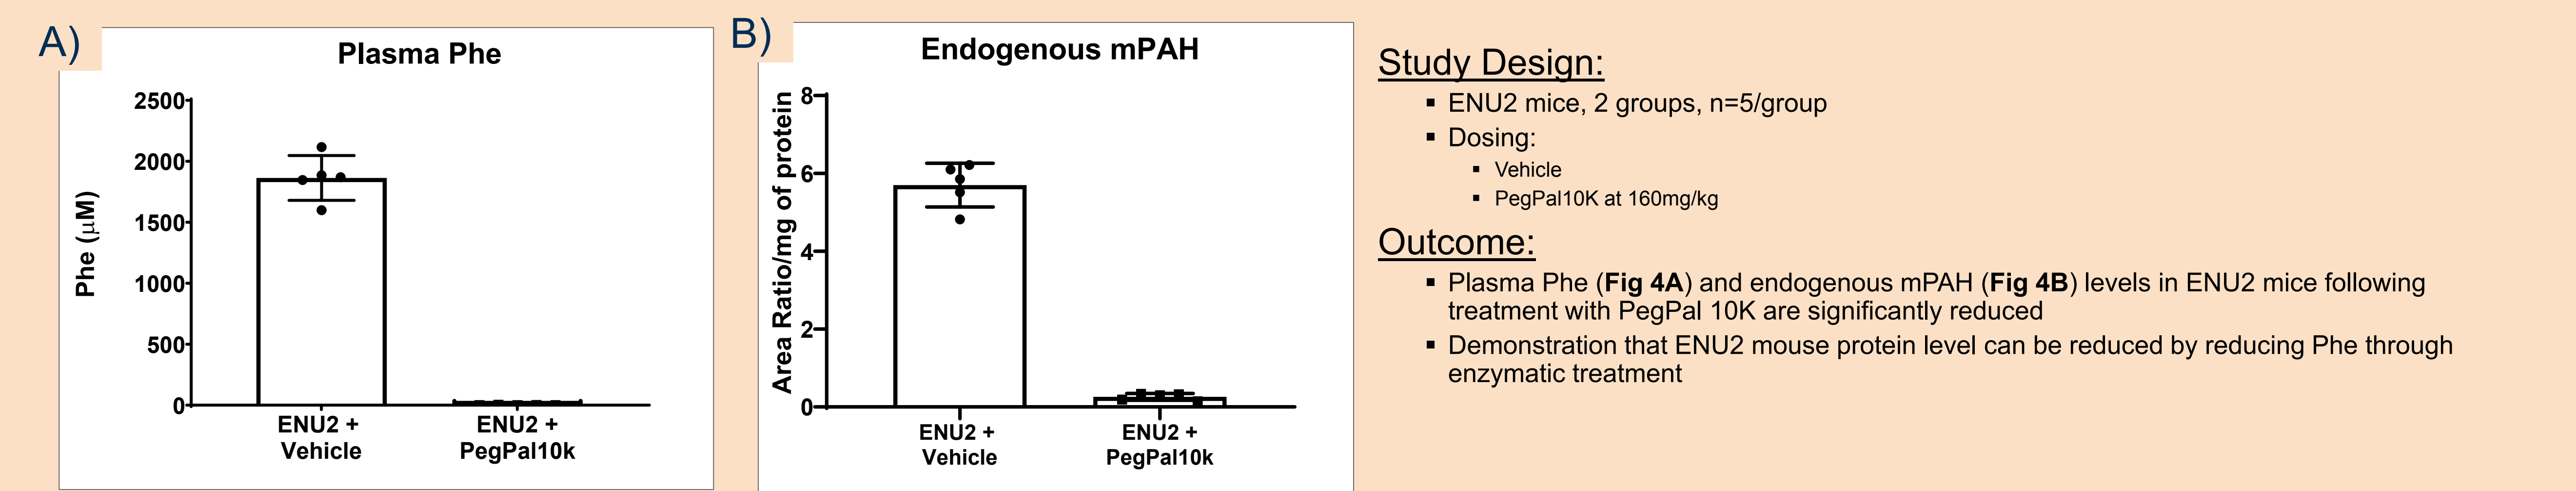 A)
Plasma Phe
Phe (μM)
2500
2000
1500
1000
500
0
ENU2 +
Vehicle
ENU2 +
PegPal10k
B)
Endogenous mPAH
Area Ratio/mg of protein
8
6
4
2
0
ENU2 +
Vehicle
ENU2 +
PegPal10k
Study Design:
▪ ENU2 mice, 2 groups, n=5/group
▪ Dosing:
▪ Vehicle
▪ PegPal10K at 160mg/kg
Outcome:
▪ Plasma Phe (Fig 4A) and endogenous mPAH (Fig 4B) levels in ENU2 mice following
treatment with PegPal 10K are significantly reduced
▪ Demonstration that ENU2 mouse protein level can be reduced by reducing Phe through
enzymatic treatment